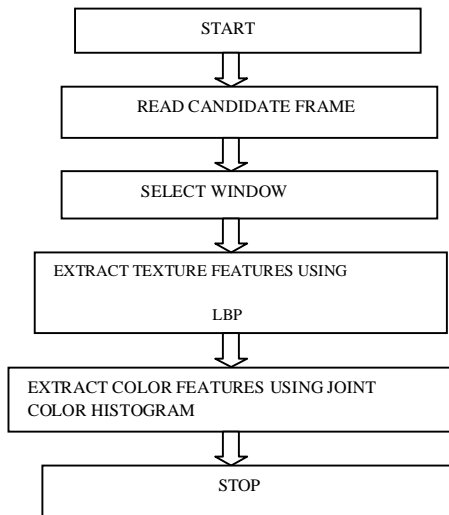 START
READ CANDIDATE FRAME
SELECT WINDOW
EXTRACT TEXTURE FEATURES USING
LBP
EXTRACT COLOR FEATURES USING JOINT
COLOR HISTOGRAM
STOP